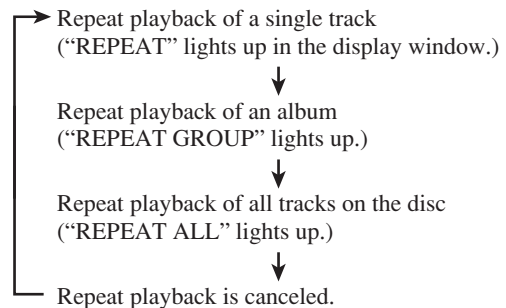 Repeat playback of a single track
(“REPEAT” lights up in the display window.)
Repeat playback of an album
(“REPEAT GROUP” lights up.)
Repeat playback of all tracks on the disc
(“REPEAT ALL” lights up.)
Repeat playback is canceled.